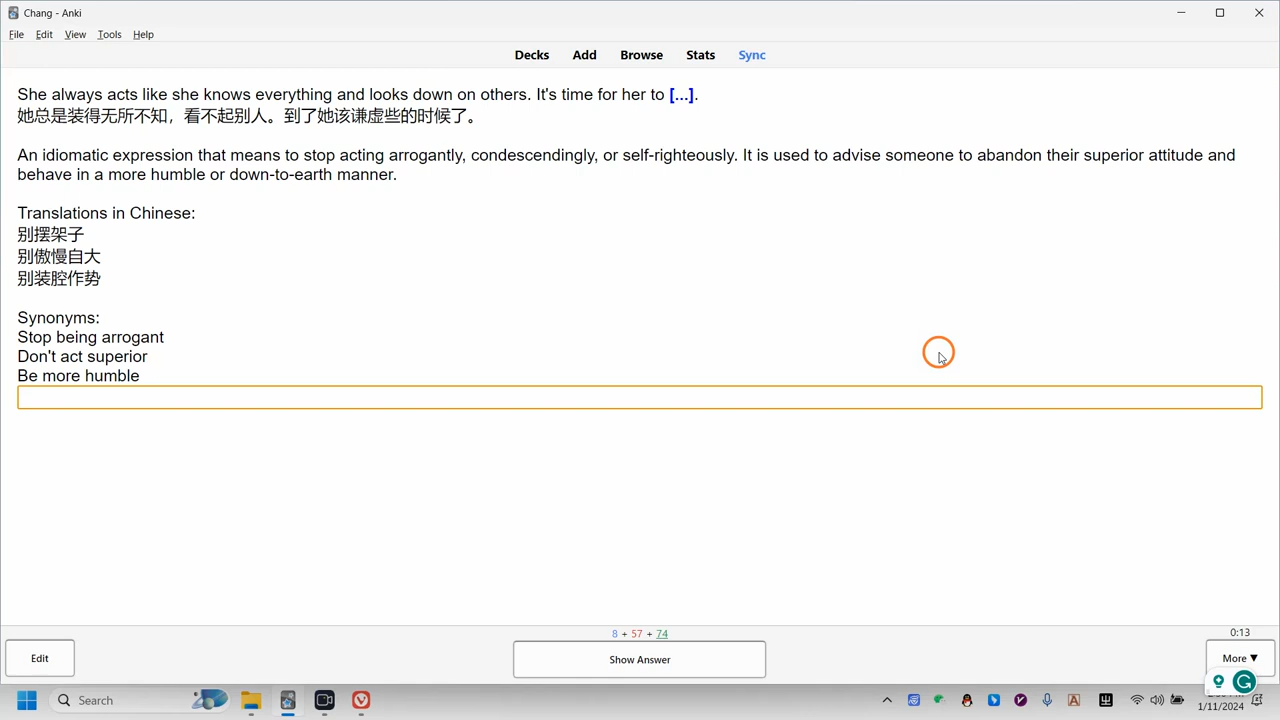 Chang - Anki
File Edit View Tools Help
Decks Add Browse Stats Sync
She always acts like she knows everything and looks down on others. It's time for her to [...].
她总是装得无所不知，看不起别人。到了她该谦虚些的时候了。
An idiomatic expression that means to stop acting arrogantly, condescendingly, or self-righteously. It is used to advise someone to abandon their superior attitude and
behave in a more humble or down-to-earth manner.
Translations in Chinese:
别摆架子
别傲慢自大
别装腔作势
Synonyms:
Stop being arrogant
Don't act superior
Be more humble
8 + 57 + 74
0:13
Edit
Show Answer
More ▼
Search
1/11/2024